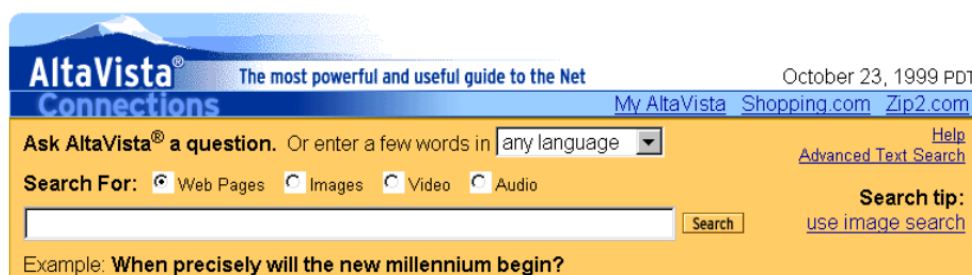 AltaVista® The most powerful and useful guide to the Net October 23, 1999 PDT
Connections My AltaVista Shopping.com Zip2.com
Ask AltaVista® a question. Or enter a few words in any language Help
Advanced Text Search
Search For: Web Pages Images Video Audio
Search tip:
Search use image search
Example: When precisely will the new millennium begin?